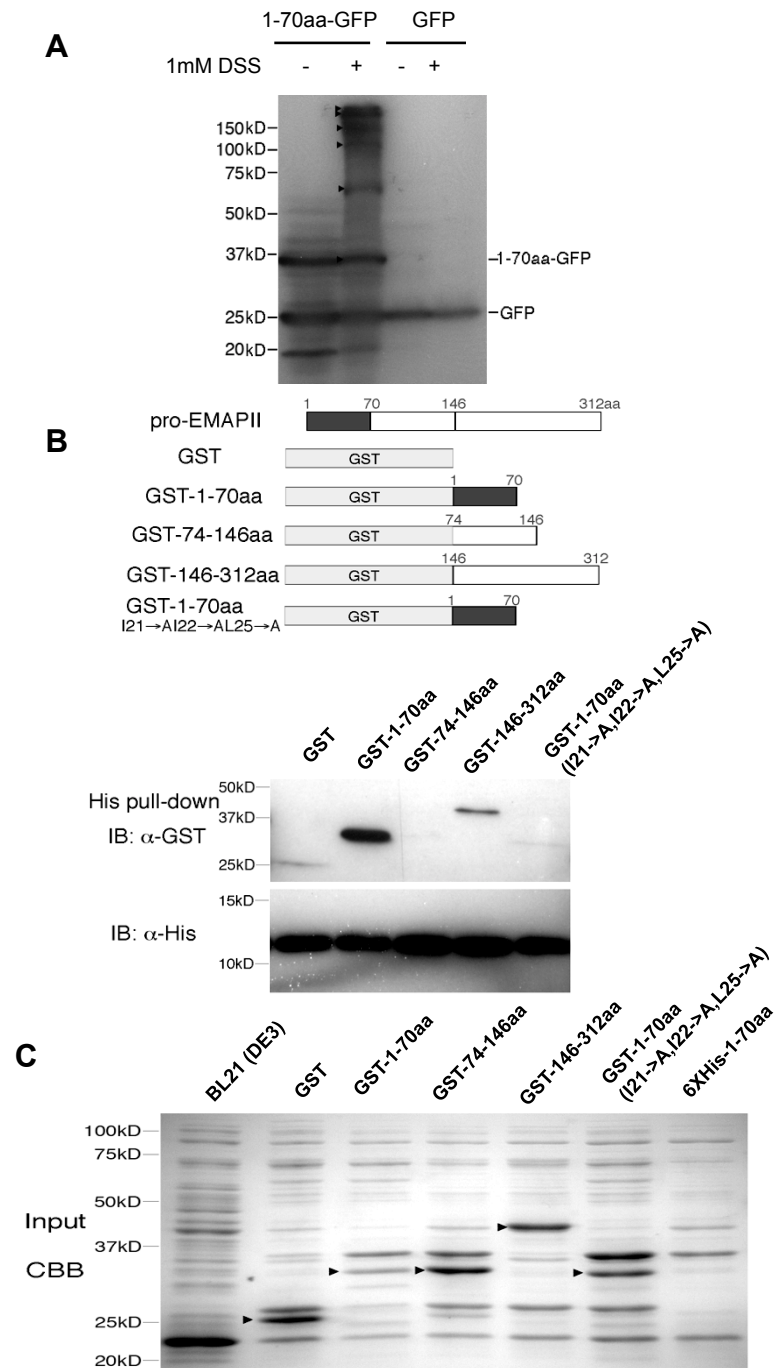 A
1-70aa-GFP GFP
1mM DSS - + - +
150kD
100kD
75kD
50kD
37kD
25kD
20kD
1-70aa-GFP
GFP
B
1 70 146 312aa
pro-EMAPII
GST GST
1 70
GST-1-70aa GST
74 146
GST-74-146aa GST
146 312
GST-146-312aa GST
1 70
GST-1-70aa GST
I21→AI22→AL25→A
GST
GST-1-70aa
GST-74-146aa
GST-146-312aa
GST-1-70aa
(I21->A,I22->A,L25->A)
His pull-down
IB: α-GST
50kD
37kD
25kD
IB: α-His
15kD
10kD
C
BL21 (DE3)
GST
GST-1-70aa
GST-74-146aa
GST-146-312aa
GST-1-70aa
(I21->A,I22->A,L25->A)
6XHis-1-70aa
Input
CBB
100kD
75kD
50kD
37kD
25kD
20kD